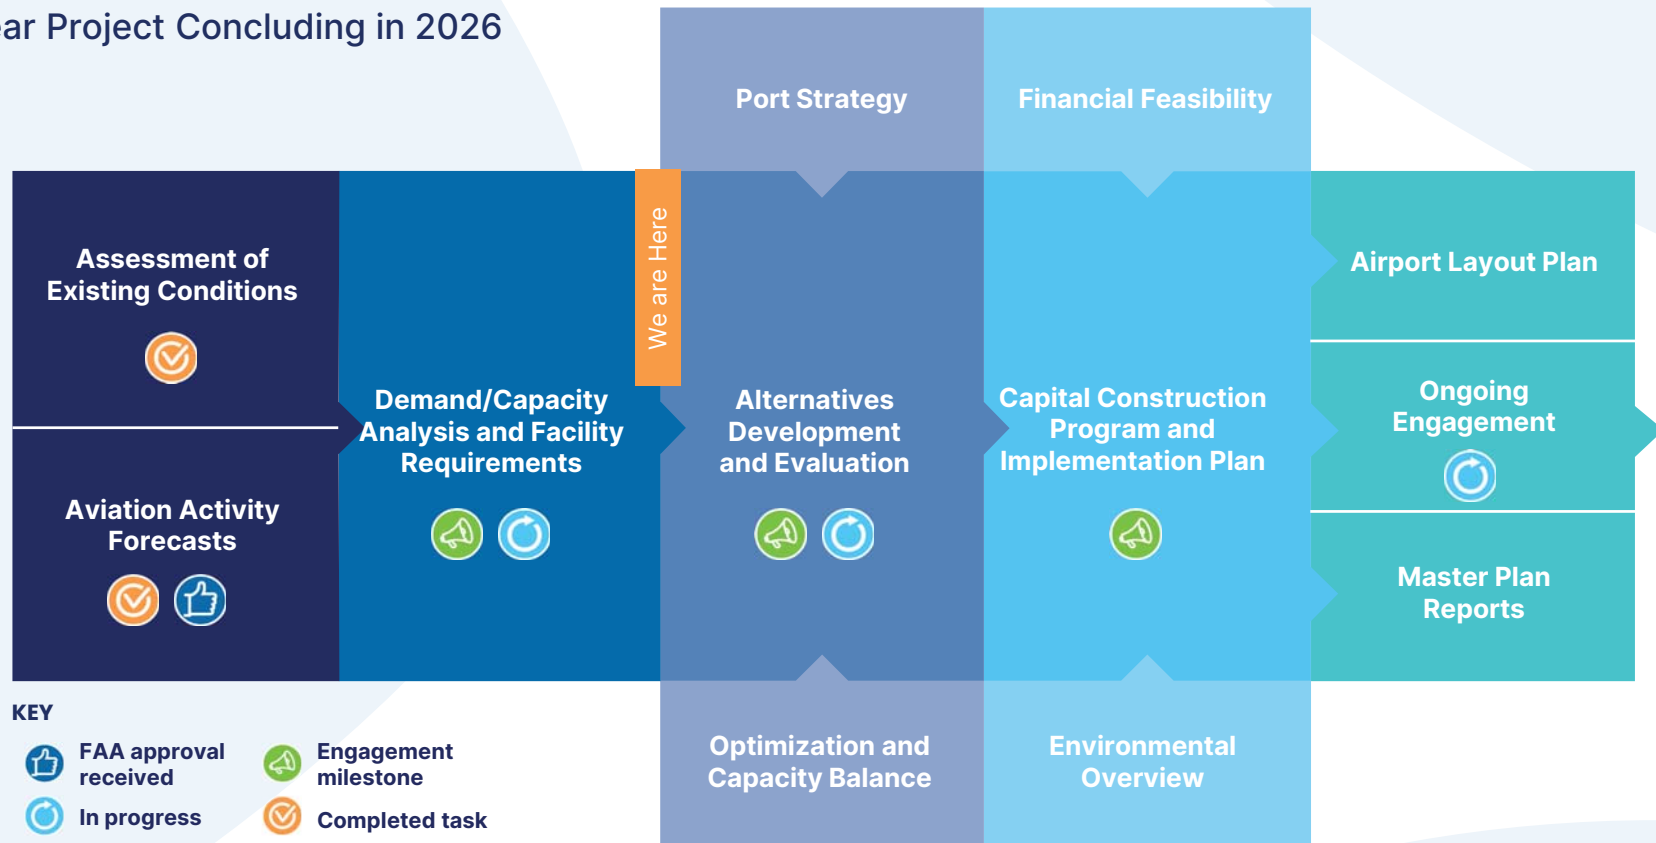 Project Concluding in 2026
Port Strategy
Financial Feasibility
Assessment of
Existing Conditions
Aviation Activity
Forecasts
Demand/Capacity
Analysis and Facility
Requirements
We are Here
Alternatives
Development
and Evaluation
Capital Construction
Program and
Implementation Plan
Airport Layout Plan
Ongoing
Engagement
Master Plan
Reports
Optimization and
Capacity Balance
Environmental
Overview
KEY
FAA approval
received
In progress
Engagement
milestone
Completed task